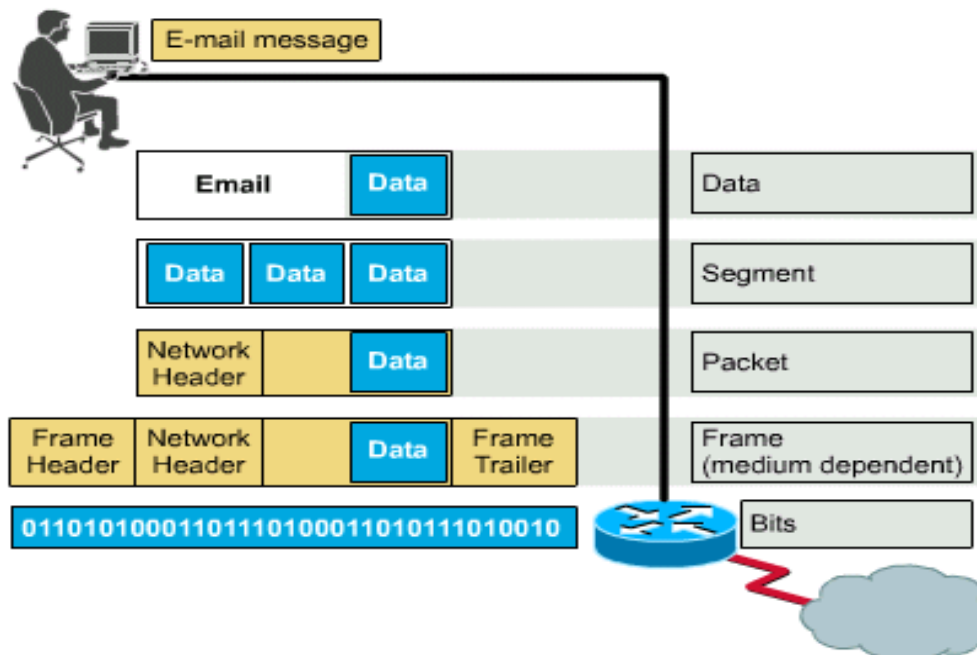 E-mail message
Email Data Data
Data Data Data Segment
Network Header Data Packet
Frame Header Network Header Data Frame Trailer Frame (medium dependent)
0110101000110111010001101011101010010 Bits